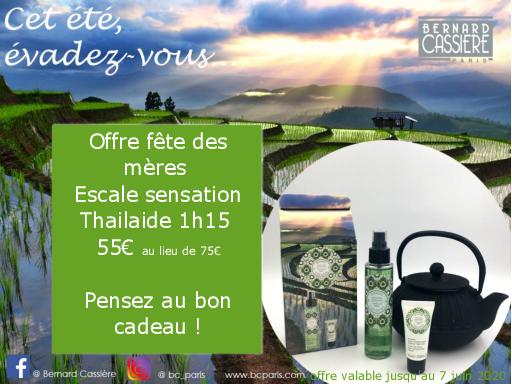 Cet été,
évadez-vous...
BERNARD
CASSIÈRE
PARIS
Offre fête des
mères
Escale sensation
Thailaide 1h15
55€ au lieu de 75€
Pensez au bon
cadeau !
@ Bernard Cassière @ bc_paris www.bcparis.com offre valable jusqu au 7 juin 2020